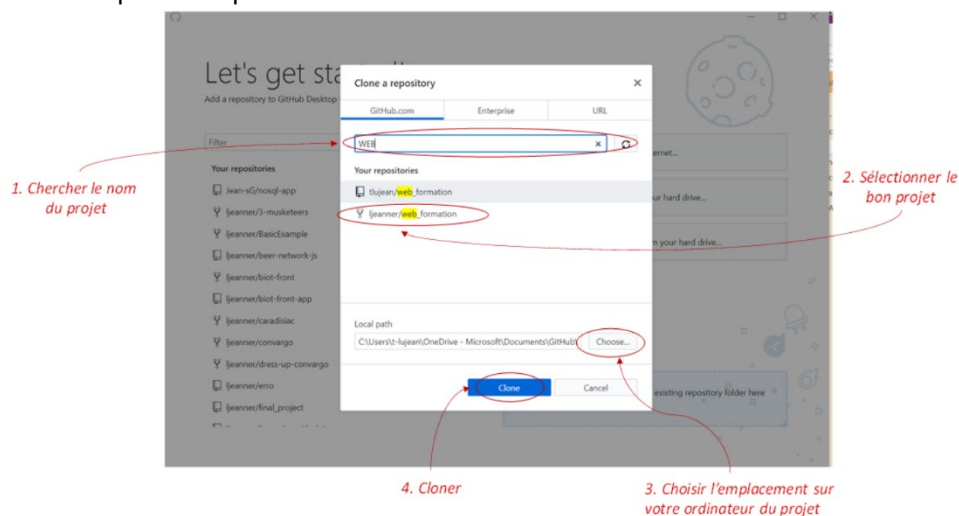 Let's get sta
Add a repository to GitHub Desktop
Filter
Your repositories
Jean-sG/nosql-app
ljeanner/3-musketeers
ljeanner/BasicExample
ljeanner/beer-network-js
ljeanner/biot-front
ljeanner/biot-front-app
ljeanner/caradisiac
ljeanner/convargo
ljeanner/dress-up-convargo
ljeanner/erro
ljeanner/final_project
Clone a repository
GitHub.com Enterprise URL
WEB
Your repositories
tlujean/web_formation
ljeanner/web_formation
Local path
C:\Users\t-lujean\OneDrive - Microsoft\Documents\GitHub\ Choose...
Clone Cancel
ernet...
ur hard drive...
m your hard drive...
existing repository folder here
1. Chercher le nom
du projet
2. Sélectionner le
bon projet
4. Cloner
3. Choisir l'emplacement sur
votre ordinateur du projet